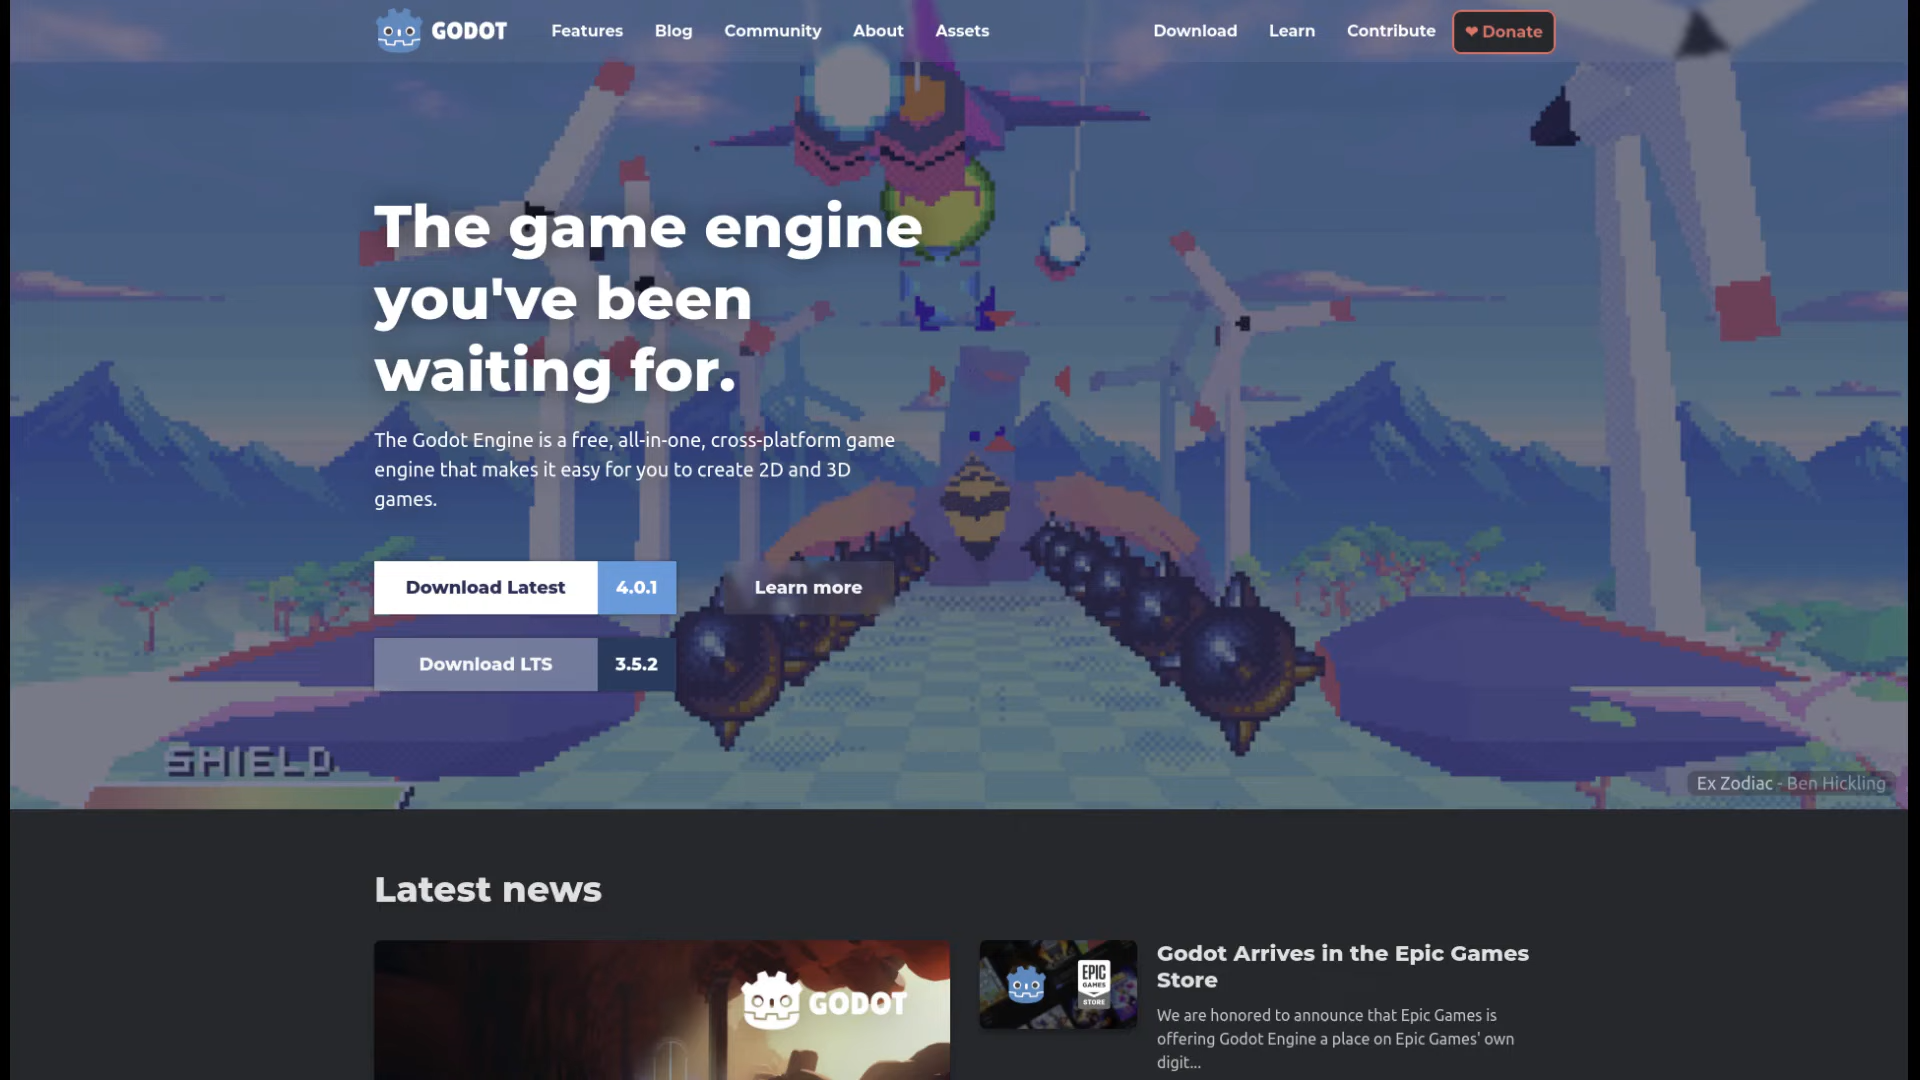 GODOT
Features
Blog
Community
About
Assets
Download
Learn
Contribute
❤ Donate
The game engine
you've been
waiting for.
The Godot Engine is a free, all-in-one, cross-platform game
engine that makes it easy for you to create 2D and 3D
games.
Download Latest 4.0.1
Learn more
Download LTS 3.5.2
SHIELD
Ex Zodiac - Ben Hickling
Latest news
GODOT
EPIC
GAMES
STORE
Godot Arrives in the Epic Games
Store
We are honored to announce that Epic Games is
offering Godot Engine a place on Epic Games' own
digit...